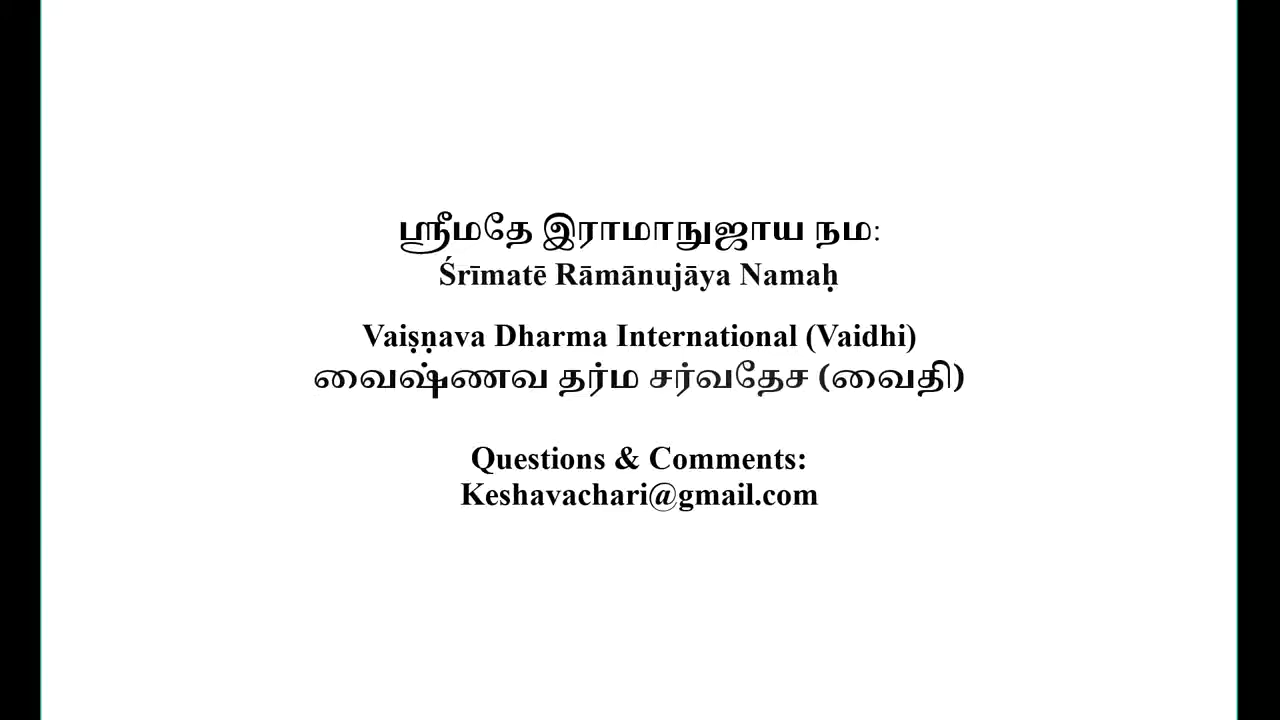 ஸ்ரீமதே இராமாநுஜாய நம:
Śrīmatē Rāmānujāya Namaḥ
Vaiṣṇava Dharma International (Vaidhi)
வைஷ்ணவ தர்ம சர்வதேச (வைதி)
Questions & Comments:
Keshavachari@gmail.com